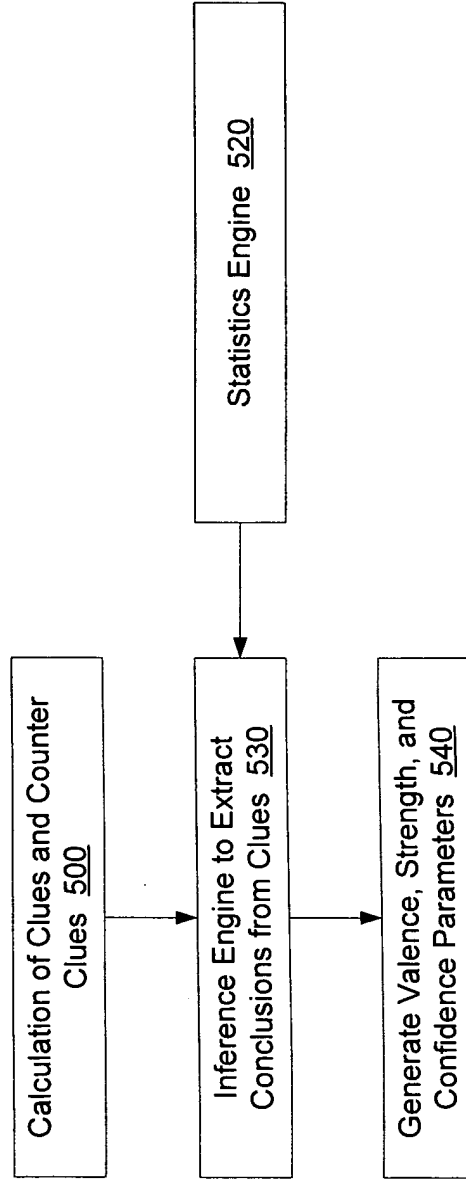 Calculation of Clues and Counter
Clues 500
Statistics Engine 520
Inference Engine to Extract
Conclusions from Clues 530
Generate Valence, Strength, and
Confidence Parameters 540